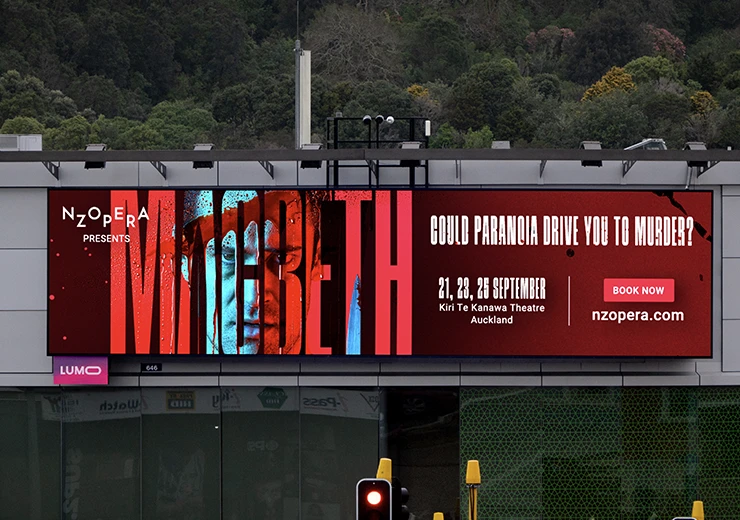 NZOPERA
PRESENTS
MACBETH
COULD PARANOIA DRIVE YOU TO MURDER?
21, 23, 25 SEPTEMBER
Kiri Te Kanawa Theatre
Auckland
BOOK NOW
nzopera.com
LUMO
646